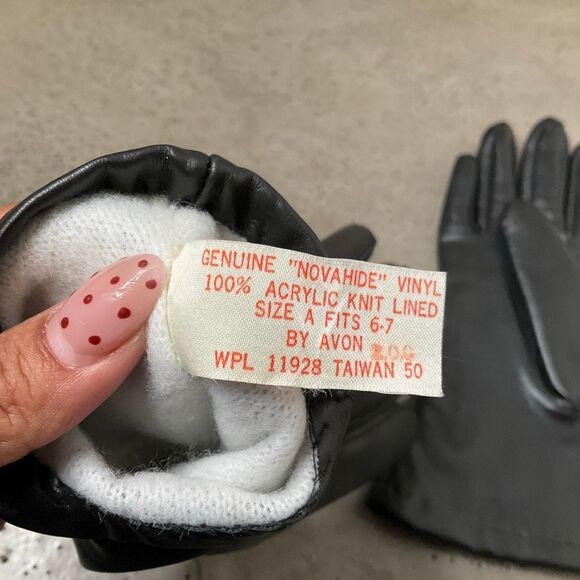 GENUINE "NOVAHIDE" VINYL
100% ACRYLIC KNIT LINED
SIZE A FITS 6-7
BY AVON
WPL 11928 TAIWAN 50